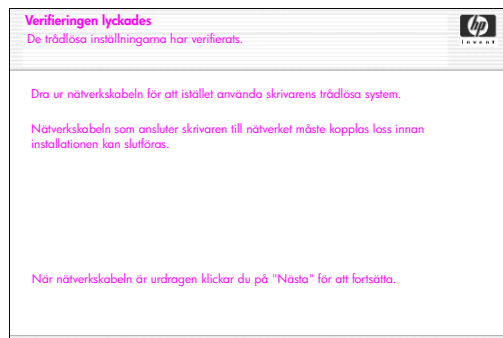 Verifieringen lyckades
De trådlösa inställningarna har verifierats.
hp
invent
Dra ur nätverkskabeln för att istället använda skrivarens trådlösa system.
Nätverkskabeln som ansluter skrivaren till nätverket måste kopplas loss innan
installationen kan slutföras.
När nätverkskabeln är urdragen klickar du på "Nästa" för att fortsätta.